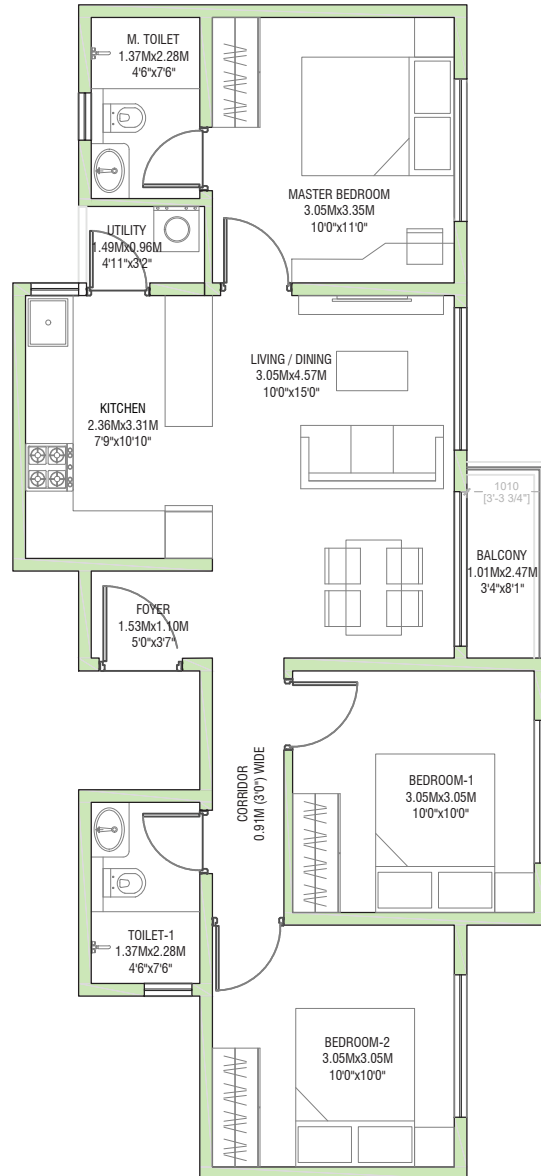 M. TOILET
1.37Mx2.28M
4'6"x7'6"
MASTER BEDROOM
3.05Mx3.35M
10'0"x11'0"
UTILITY
1.49Mx0.96M
4'11"x3'2"
LIVING / DINING
3.05Mx4.57M
10'0"x15'0"
KITCHEN
2.36Mx3.31M
7'9"x10'10"
1010
[3'-3 3/4"]
BALCONY
1.01Mx2.47M
3'4"x8'1"
FOYER
1.53Mx1.10M
5'0"x3'7"
CORRIDOR
0.91M (3'0") WIDE
BEDROOM-1
3.05Mx3.05M
10'0"x10'0"
TOILET-1
1.37Mx2.28M
4'6"x7'6"
BEDROOM-2
3.05Mx3.05M
10'0"x10'0"